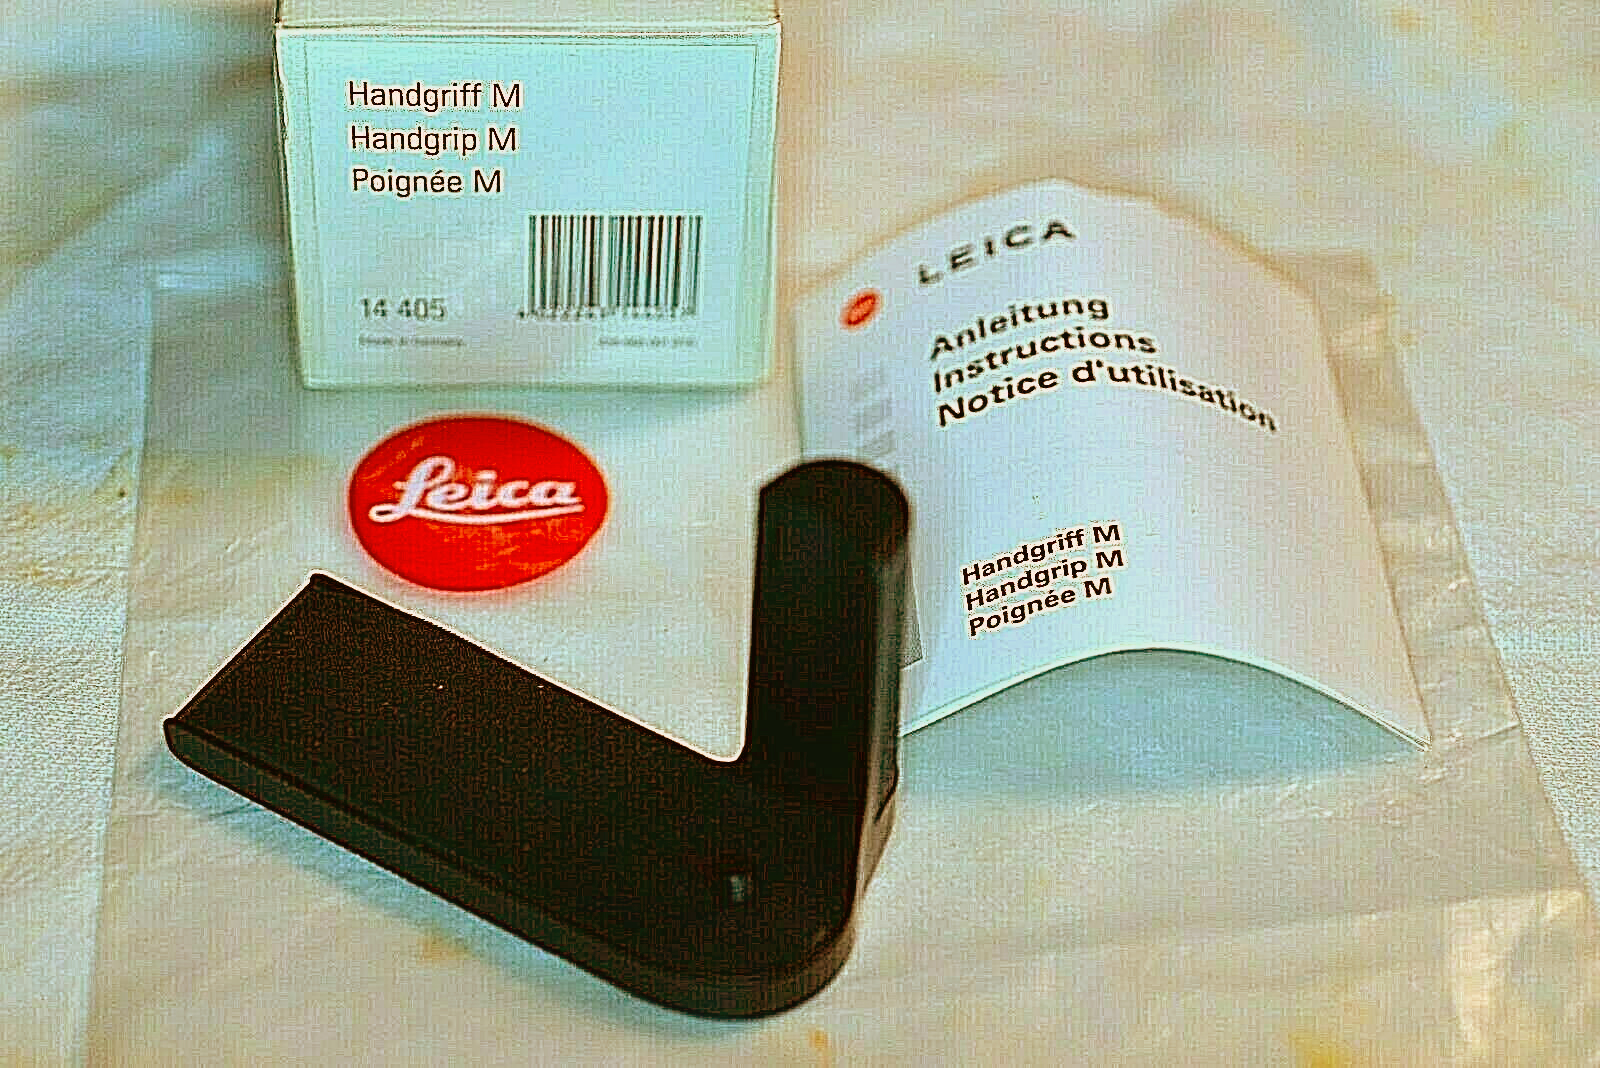 Handgriff M
Handgrip M
Poignée M
14 405
Leica
LEICA
Anleitung
Instructions
Notice d'utilisation
Handgriff M
Handgrip M
Poignée M